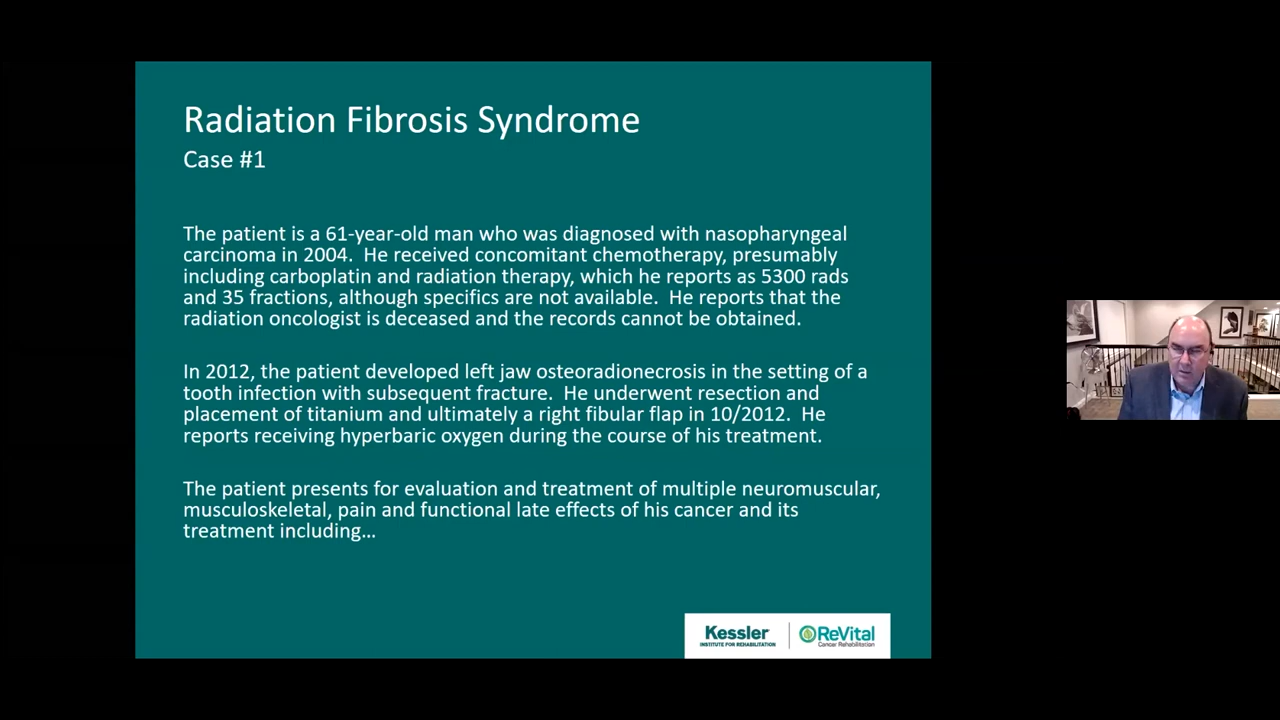 Radiation Fibrosis Syndrome
Case #1
The patient is a 61-year-old man who was diagnosed with nasopharyngeal
carcinoma in 2004.  He received concomitant chemotherapy, presumably
including carboplatin and radiation therapy, which he reports as 5300 rads
and 35 fractions, although specifics are not available.  He reports that the
radiation oncologist is deceased and the records cannot be obtained.
In 2012, the patient developed left jaw osteoradionecrosis in the setting of a
tooth infection with subsequent fracture.  He underwent resection and
placement of titanium and ultimately a right fibular flap in 10/2012.  He
reports receiving hyperbaric oxygen during the course of his treatment.
The patient presents for evaluation and treatment of multiple neuromuscular,
musculoskeletal, pain and functional late effects of his cancer and its
treatment including…
Kessler
INSTITUTE FOR REHABILITATION
ReVital
Cancer Rehabilitation